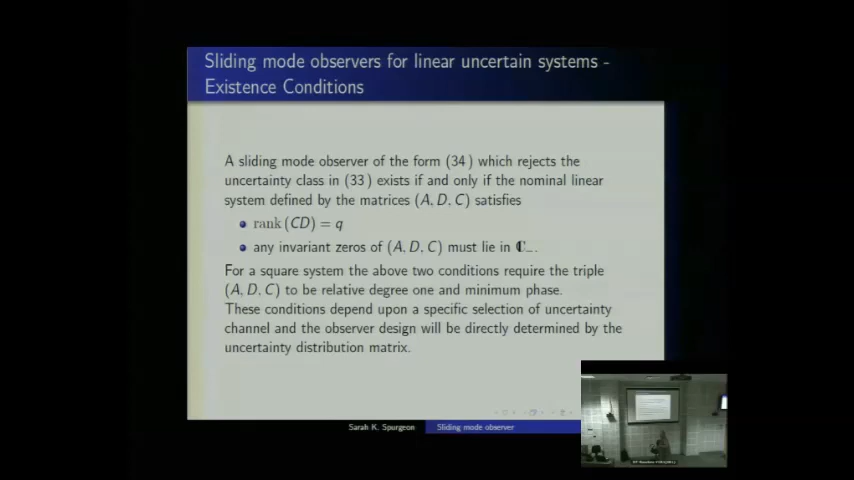 Sliding mode observers for linear uncertain systems -
Existence Conditions
A sliding mode observer of the form (34) which rejects the
uncertainty class in (33) exists if and only if the nominal linear
system defined by the matrices (A, D, C) satisfies
rank (CD) = q
any invariant zeros of (A, D, C) must lie in ℂ_.
For a square system the above two conditions require the triple
(A, D, C) to be relative degree one and minimum phase.
These conditions depend upon a specific selection of uncertainty
channel and the observer design will be directly determined by the
uncertainty distribution matrix.
Sarah K. Spurgeon
Sliding mode observer